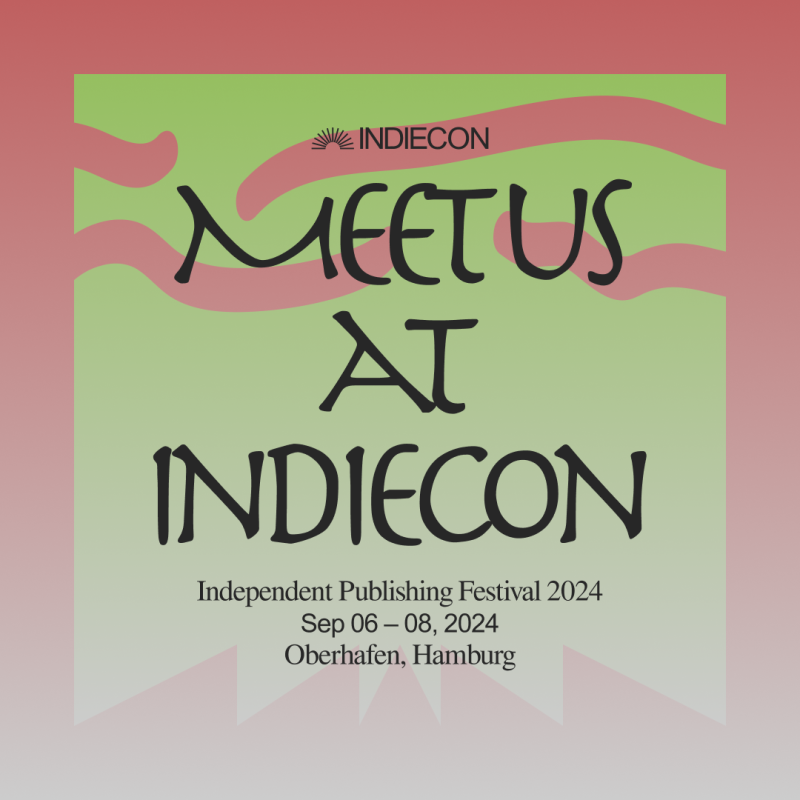 INDIECON
MEET US
AT
INDIECON
Independent Publishing Festival 2024
Sep 06 – 08, 2024
Oberhafen, Hamburg